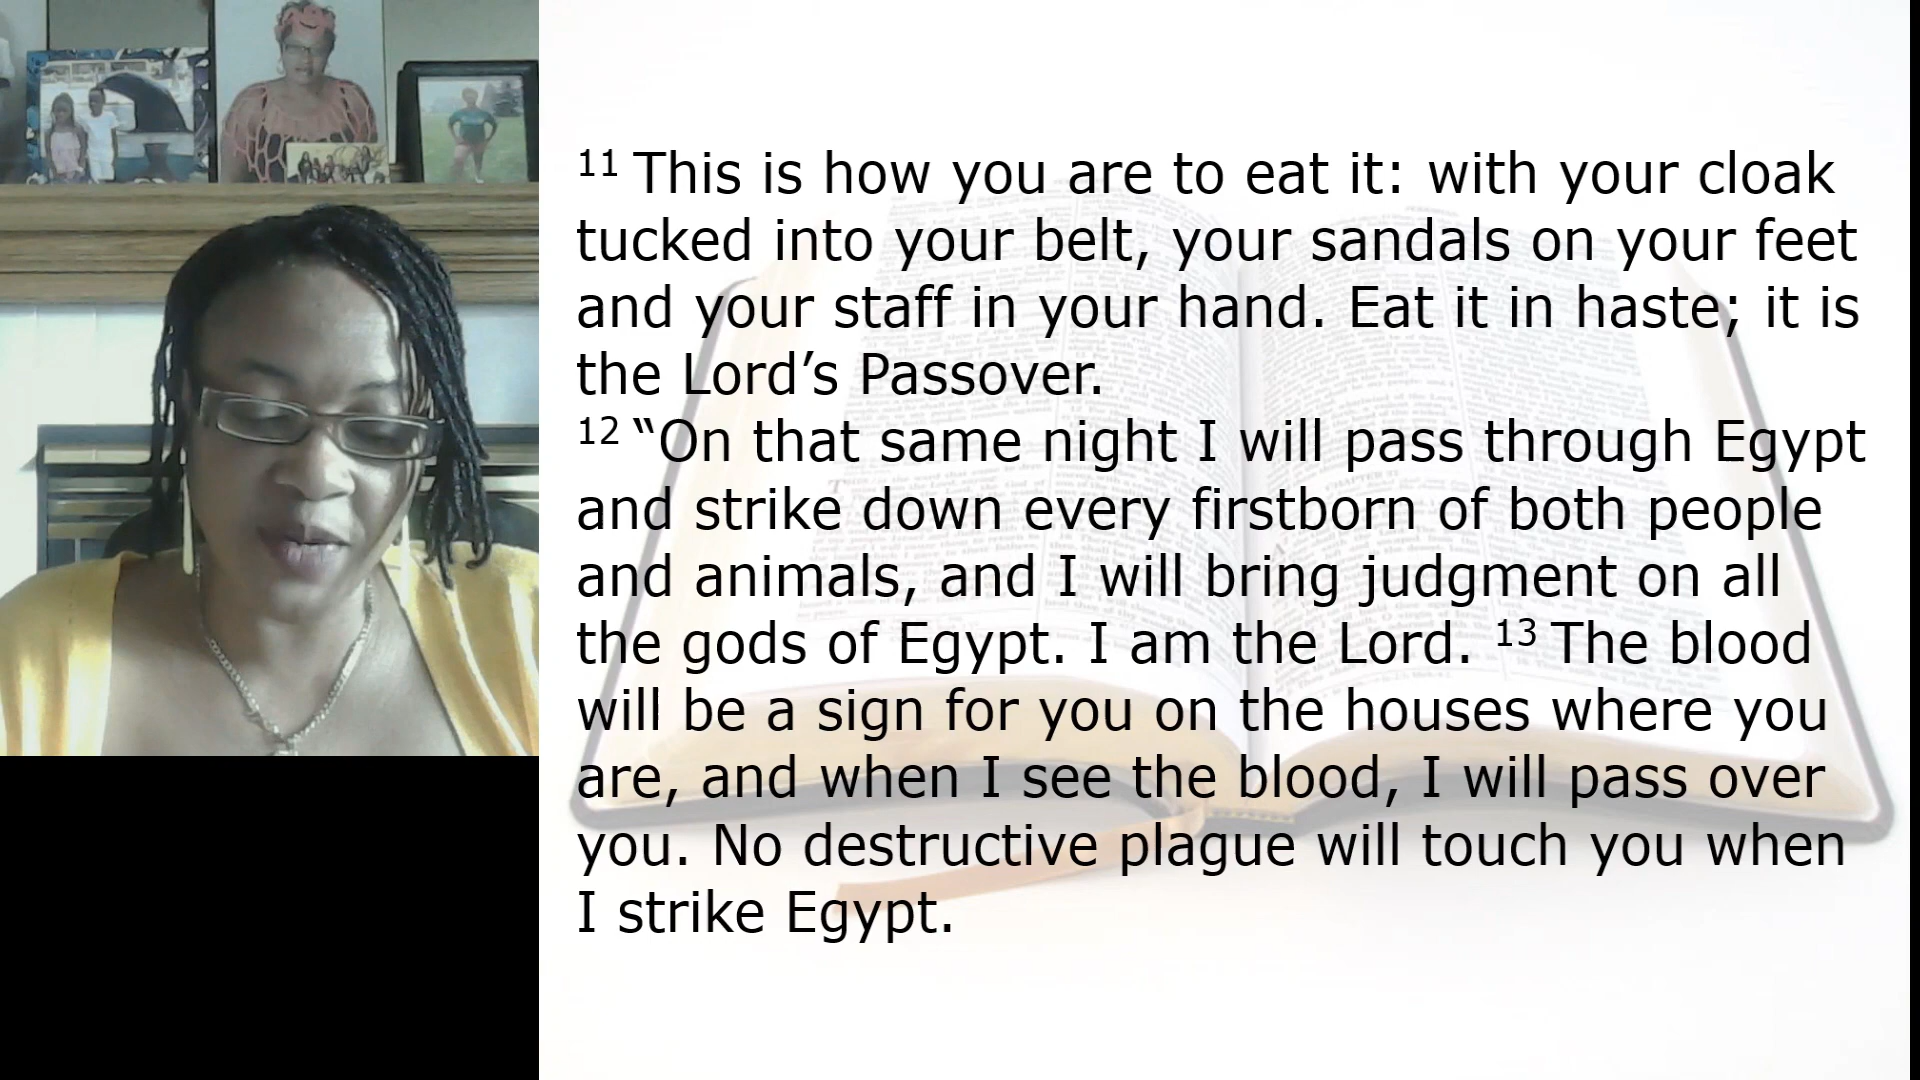 11 This is how you are to eat it: with your cloak
tucked into your belt, your sandals on your feet
and your staff in your hand. Eat it in haste; it is
the Lord’s Passover.
12 “On that same night I will pass through Egypt
and strike down every firstborn of both people
and animals, and I will bring judgment on all
the gods of Egypt. I am the Lord. 13 The blood
will be a sign for you on the houses where you
are, and when I see the blood, I will pass over
you. No destructive plague will touch you when
I strike Egypt.